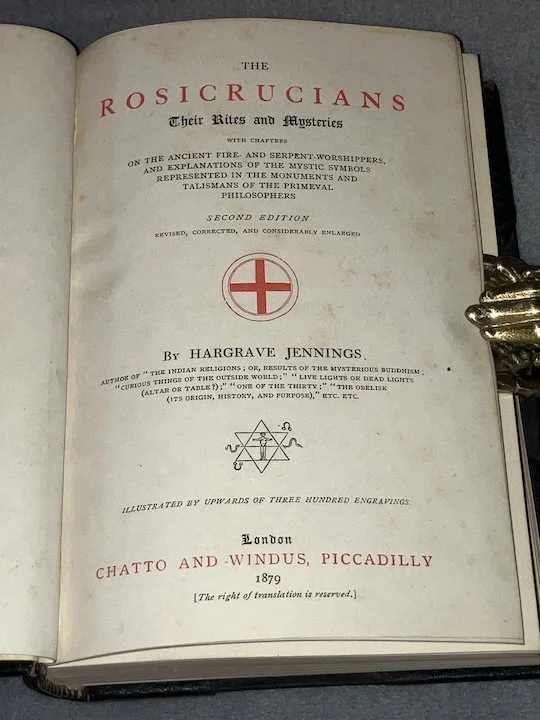 THE
ROSICRUCIANS
Their Rites and Mysteries
WITH CHAPTERS
ON THE ANCIENT FIRE- AND SERPENT-WORSHIPPERS,
AND EXPLANATIONS OF THE MYSTIC SYMBOLS
REPRESENTED IN THE MONUMENTS AND
TALISMANS OF THE PRIMEVAL
PHILOSOPHERS
SECOND EDITION
REVISED, CORRECTED, AND CONSIDERABLY ENLARGED
BY HARGRAVE JENNINGS.
AUTHOR OF "THE INDIAN RELIGIONS; OR, RESULTS OF THE MYSTERIOUS BUDDHISM;
"CURIOUS THINGS OF THE OUTSIDE WORLD;" "LIVE LIGHTS OR DEAD LIGHTS
(ALTAR OR TABLE?);" "ONE OF THE THIRTY;" "THE OBELISK
(ITS ORIGIN, HISTORY, AND PURPOSE)," ETC. ETC.
ILLUSTRATED BY UPWARDS OF THREE HUNDRED ENGRAVINGS.
London
CHATTO AND WINDUS, PICCADILLY
1879
[The right of translation is reserved.]